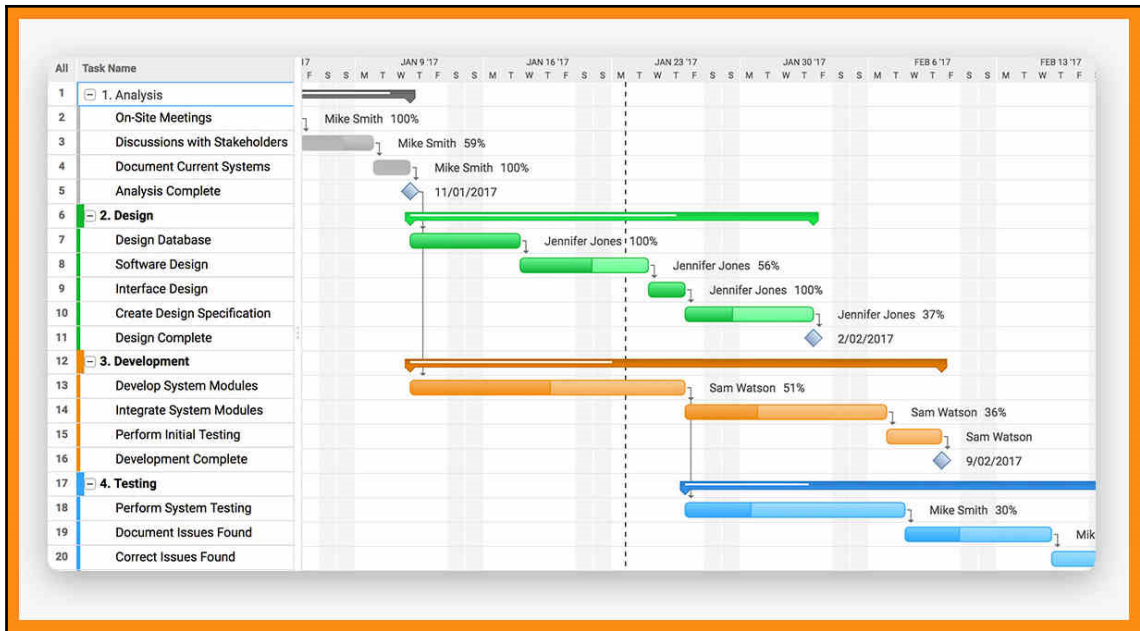 17 JAN 9 '17 JAN 16 '17 JAN 23 '17 JAN 30 '17 FEB 6 '17 FEB 13 '17
All Task Name F S S M T W T F S S M T W T F S S M T W T F S S M T W T F S S M T W T F S S M T W T F
1 1. Analysis
2 On-Site Meetings Mike Smith 100%
3 Discussions with Stakeholders Mike Smith 59%
4 Document Current Systems Mike Smith 100%
5 Analysis Complete 11/01/2017
6 2. Design
7 Design Database Jennifer Jones 100%
8 Software Design Jennifer Jones 56%
9 Interface Design Jennifer Jones 100%
10 Create Design Specification Jennifer Jones 37%
11 Design Complete 2/02/2017
12 3. Development
13 Develop System Modules Sam Watson 51%
14 Integrate System Modules Sam Watson 36%
15 Perform Initial Testing Sam Watson
16 Development Complete 9/02/2017
17 4. Testing
18 Perform System Testing Mike Smith 30%
19 Document Issues Found Mik
20 Correct Issues Found